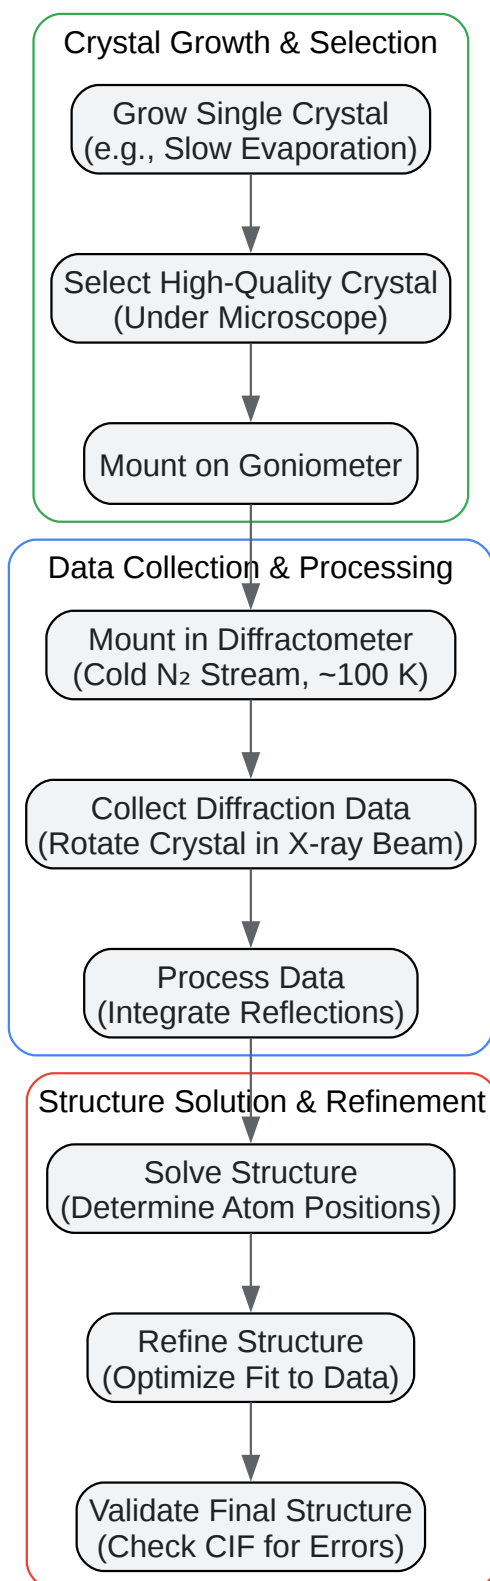 Crystal Growth & Selection
Grow Single Crystal
(e.g., Slow Evaporation)
Select High-Quality Crystal
(Under Microscope)
Mount on Goniometer
Data Collection & Processing
Mount in Diffractometer
(Cold N₂ Stream, ~100 K)
Collect Diffraction Data
(Rotate Crystal in X-ray Beam)
Process Data
(Integrate Reflections)
Structure Solution & Refinement
Solve Structure
(Determine Atom Positions)
Refine Structure
(Optimize Fit to Data)
Validate Final Structure
(Check CIF for Errors)